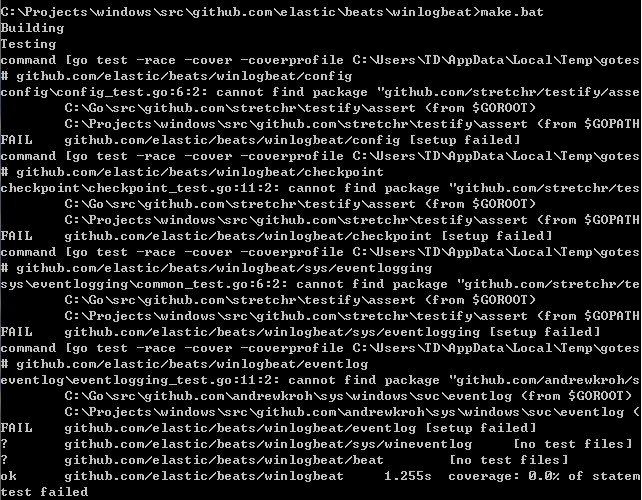 C:\Projects\windows\src\github.com\elastic\beats\winlogbeat>make.bat
Building
Testing
command [go test -race -cover -coverprofile C:\Users\TD\AppData\Local\Temp\gotes
# github.com/elastic/beats/winlogbeat/config
config\config_test.go:6:2: cannot find package "github.com/stretchr/testify/asse
C:\Go\src\github.com\stretchr\testify\assert (from $GOROOT)
C:\Projects\windows\src\github.com\stretchr\testify\assert (from $GOPATH
FAIL github.com/elastic/beats/winlogbeat/config [setup failed]
command [go test -race -cover -coverprofile C:\Users\TD\AppData\Local\Temp\gotes
# github.com/elastic/beats/winlogbeat/checkpoint
checkpoint\checkpoint_test.go:11:2: cannot find package "github.com/stretchr/tes
C:\Go\src\github.com\stretchr\testify\assert (from $GOROOT)
C:\Projects\windows\src\github.com\stretchr\testify\assert (from $GOPATH
FAIL github.com/elastic/beats/winlogbeat/checkpoint [setup failed]
command [go test -race -cover -coverprofile C:\Users\TD\AppData\Local\Temp\gotes
# github.com/elastic/beats/winlogbeat/sys/eventlogging
sys\eventlogging\common_test.go:6:2: cannot find package "github.com/stretchr/te
C:\Go\src\github.com\stretchr\testify\assert (from $GOROOT)
C:\Projects\windows\src\github.com\stretchr\testify\assert (from $GOPATH
FAIL github.com/elastic/beats/winlogbeat/sys/eventlogging [setup failed]
command [go test -race -cover -coverprofile C:\Users\TD\AppData\Local\Temp\gotes
# github.com/elastic/beats/winlogbeat/eventlog
eventlog\eventlogging_test.go:11:2: cannot find package "github.com/andrewkroh/s
C:\Go\src\github.com\andrewkroh\sys\windows\svc\eventlog (from $GOROOT)
C:\Projects\windows\src\github.com\andrewkroh\sys\windows\svc\eventlog (
FAIL github.com/elastic/beats/winlogbeat/eventlog [setup failed]
? github.com/elastic/beats/winlogbeat/sys/wineventlog [no test files]
? github.com/elastic/beats/winlogbeat/beat [no test files]
ok github.com/elastic/beats/winlogbeat 1.255s coverage: 0.0% of statem
test failed